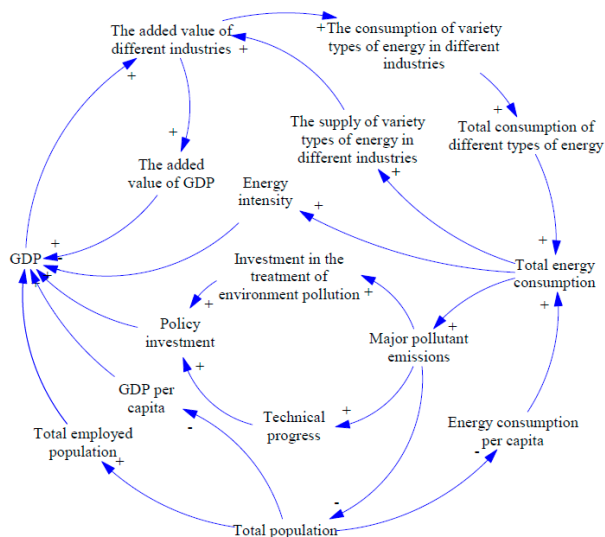 The added value of
different industries
+
+The consumption of variety
types of energy in different
industries
+
+
+
The supply of variety
types of energy in
different industries
Total consumption of
different types of energy
+
The added
value of GDP
Energy
intensity
+
+
+
-
+
GDP
Investment in the
treatment of
environment pollution
Total energy
consumption
+
+
+
+
+
+
Policy
investment
Major pollutant
emissions
+
GDP per
capita
-
Technical
progress
+
Energy consumption
per capita
Total employed
population
+
-
-
Total population